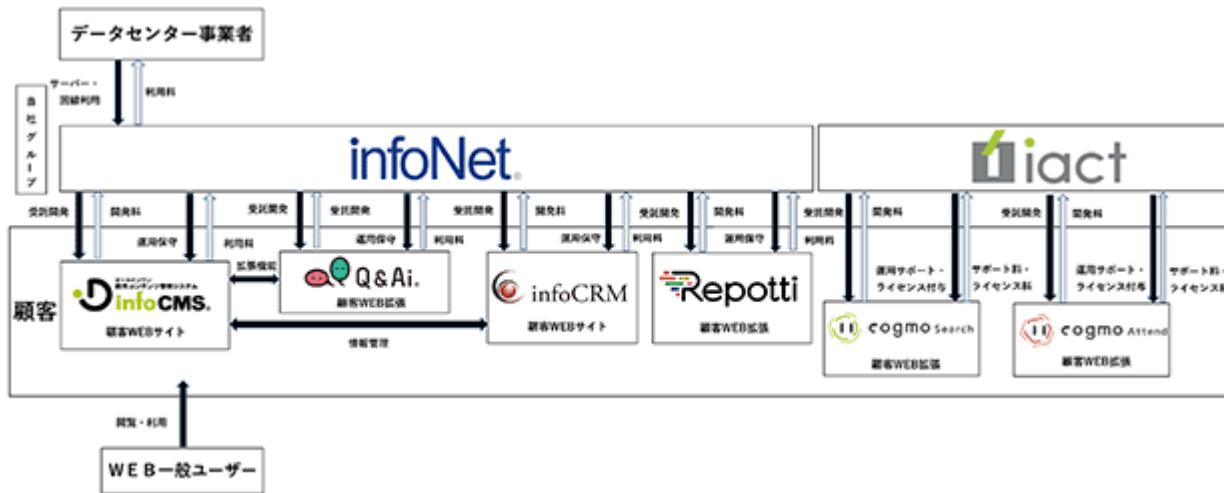 データセンター事業者
サーバー・
回線利用
利用料
当社グループ
infoNet
iact
受託開発
開発料
受託開発
受託開発
受託開発
開発料
受託開発
開発料
受託開発
開発料
受託開発
開発料
運用保守
利用料
運用保守
利用料
運用保守
利用料
運用保守
利用料
拡張機能
運用サポート・
ライセンス付与
サポート料・
ライセンス料
運用サポート・
ライセンス付与
サポート料・
ライセンス料
顧客
infoCMS
顧客WEBサイト
Q&Ai.
顧客WEB拡張
infoCRM
顧客WEBサイト
Repotti
顧客WEB拡張
cogmo Search
顧客WEB拡張
cogmo Attend
顧客WEB拡張
情報管理
閲覧・利用
WEB一般ユーザー